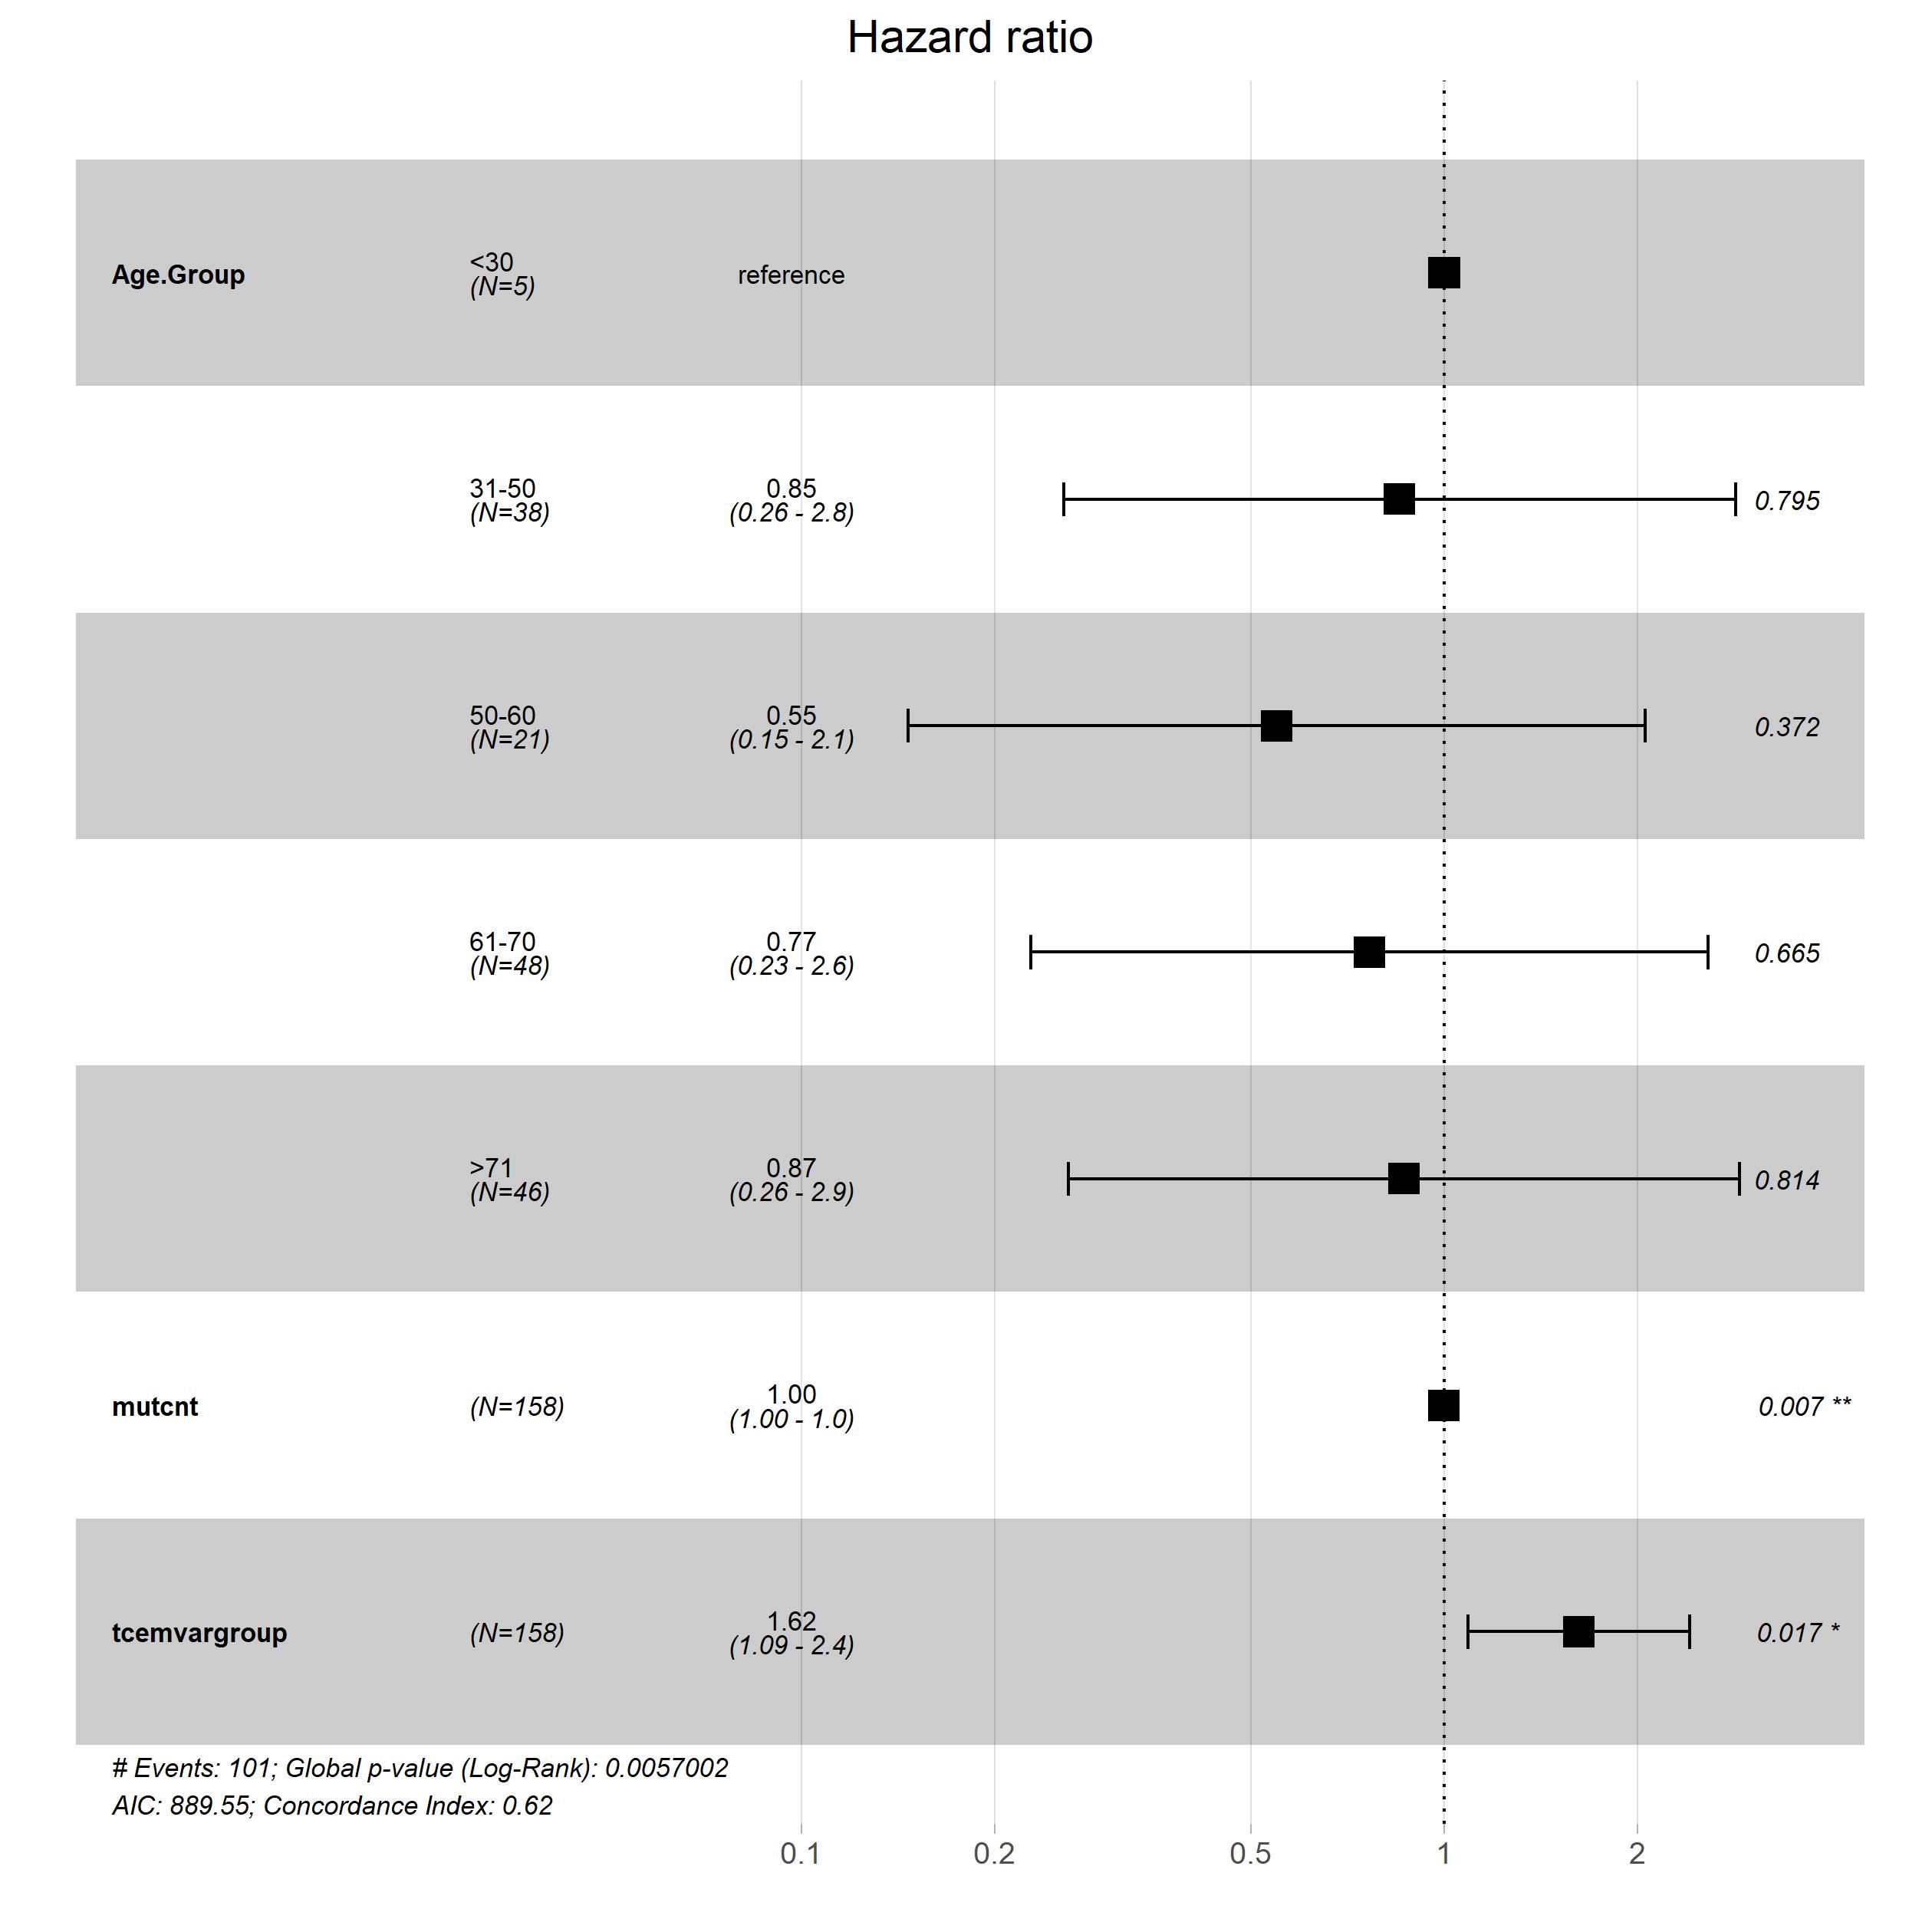 Hazard ratio
Age.Group
<30
(N=5)
reference
31-50
(N=38)
0.85
(0.26 - 2.8)
0.795
50-60
(N=21)
0.55
(0.15 - 2.1)
0.372
61-70
(N=48)
0.77
(0.23 - 2.6)
0.665
>71
(N=46)
0.87
(0.26 - 2.9)
0.814
mutcnt
(N=158)
1.00
(1.00 - 1.0)
0.007 **
tcemvargroup
(N=158)
1.62
(1.09 - 2.4)
0.017 *
# Events: 101; Global p-value (Log-Rank): 0.0057002
AIC: 889.55; Concordance Index: 0.62
0.1 0.2 0.5 1 2